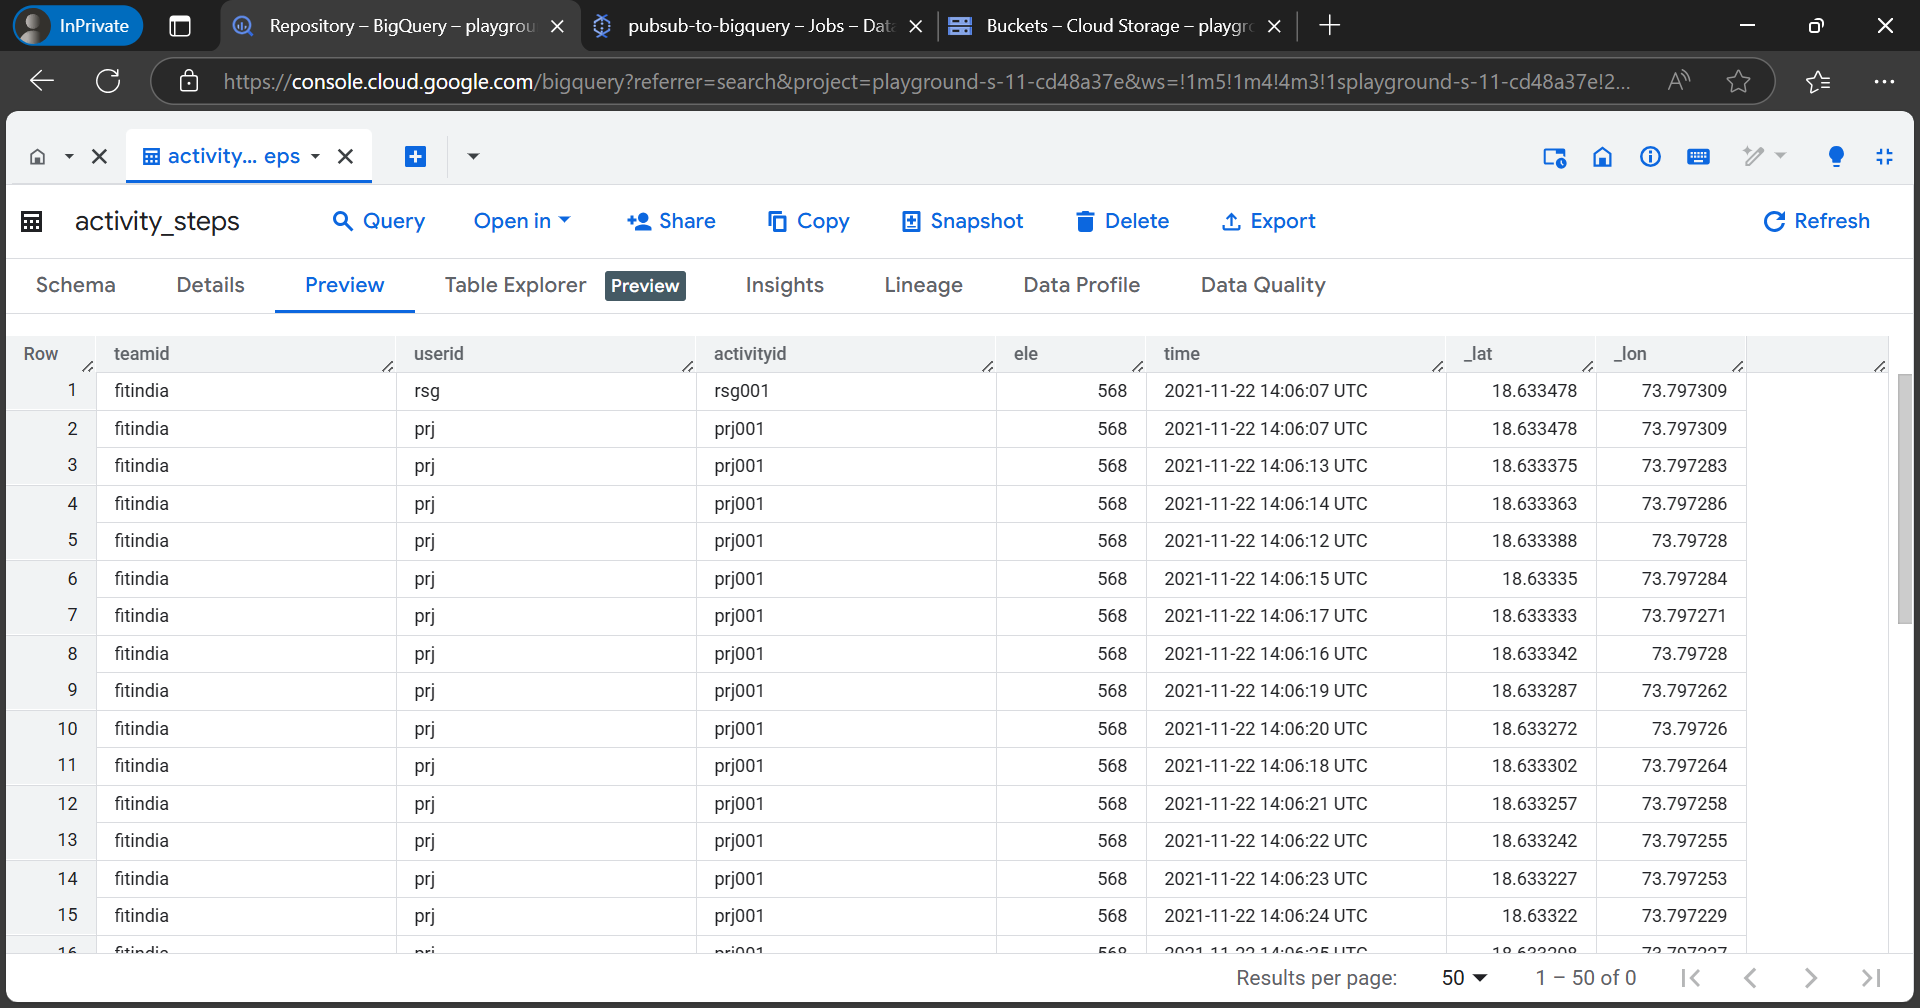 InPrivate Repository – BigQuery – playgrou pubsub-to-bigquery – Jobs – Data Buckets – Cloud Storage – playgr
https://console.cloud.google.com/bigquery?referrer=search&project=playground-s-11-cd48a37e&ws=!1m5!1m4!4m3!1splayground-s-11-cd48a37e!2...
activity... eps
activity_steps Query Open in Share Copy Snapshot Delete Export Refresh
Schema Details Preview Table Explorer Preview Insights Lineage Data Profile Data Quality
Row teamid userid activityid ele time _lat _lon
1 fitindia rsg rsg001 568 2021-11-22 14:06:07 UTC 18.633478 73.797309
2 fitindia prj prj001 568 2021-11-22 14:06:07 UTC 18.633478 73.797309
3 fitindia prj prj001 568 2021-11-22 14:06:13 UTC 18.633375 73.797283
4 fitindia prj prj001 568 2021-11-22 14:06:14 UTC 18.633363 73.797286
5 fitindia prj prj001 568 2021-11-22 14:06:12 UTC 18.633388 73.79728
6 fitindia prj prj001 568 2021-11-22 14:06:15 UTC 18.63335 73.797284
7 fitindia prj prj001 568 2021-11-22 14:06:17 UTC 18.633333 73.797271
8 fitindia prj prj001 568 2021-11-22 14:06:16 UTC 18.633342 73.79728
9 fitindia prj prj001 568 2021-11-22 14:06:19 UTC 18.633287 73.797262
10 fitindia prj prj001 568 2021-11-22 14:06:20 UTC 18.633272 73.79726
11 fitindia prj prj001 568 2021-11-22 14:06:18 UTC 18.633302 73.797264
12 fitindia prj prj001 568 2021-11-22 14:06:21 UTC 18.633257 73.797258
13 fitindia prj prj001 568 2021-11-22 14:06:22 UTC 18.633242 73.797255
14 fitindia prj prj001 568 2021-11-22 14:06:23 UTC 18.633227 73.797253
15 fitindia prj prj001 568 2021-11-22 14:06:24 UTC 18.63322 73.797229
16 fitindia prj prj001 568 2021-11-22 14:06:25 UTC 18.633208 73.797227
Results per page: 50 1 – 50 of 0